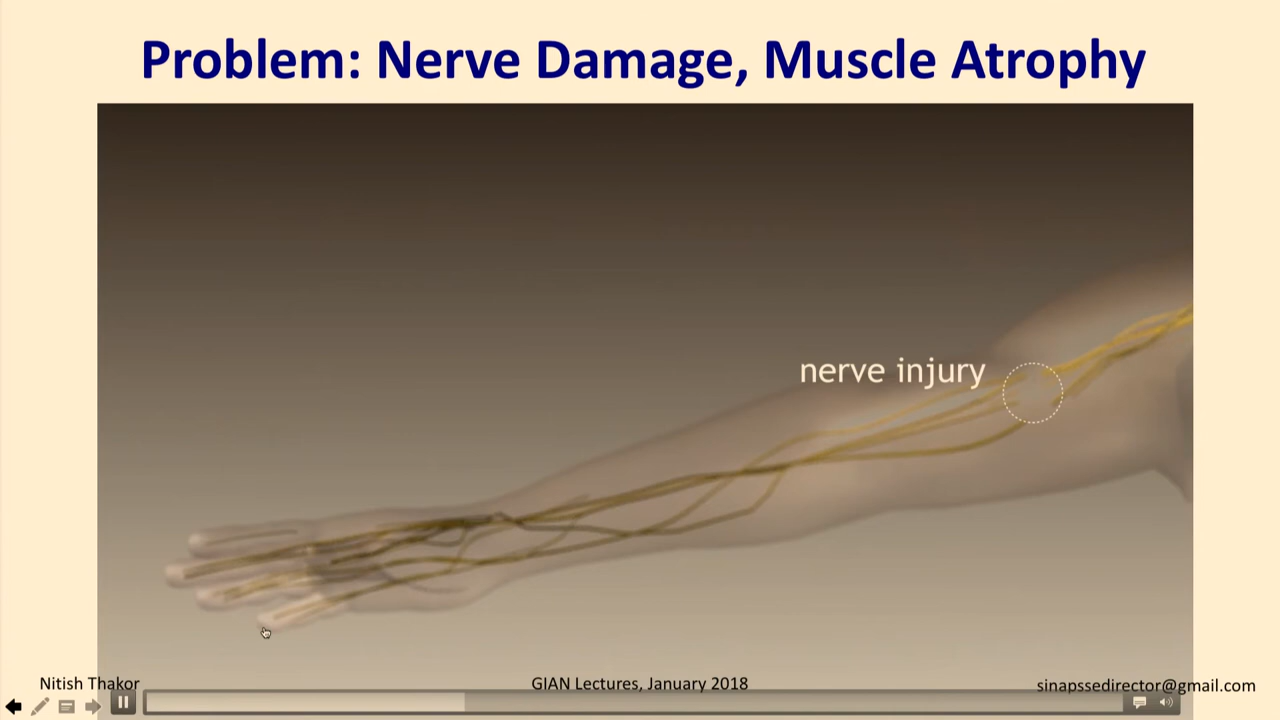 Problem: Nerve Damage, Muscle Atrophy
nerve injury
Nitish Thakor
GIAN Lectures, January 2018
sinapssedirector@gmail.com